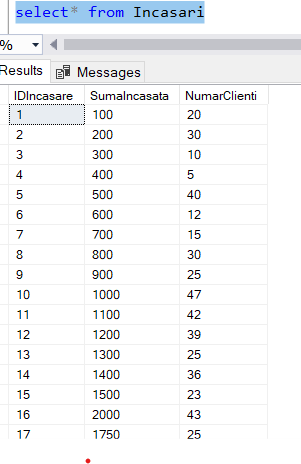 select* from Incasari
%
Results Messages
IDIncasare SumaIncasata NumarClienti
1 100 20
2 200 30
3 300 10
4 400 5
5 500 40
6 600 12
7 700 15
8 800 30
9 900 25
10 1000 47
11 1100 42
12 1200 39
13 1300 25
14 1400 36
15 1500 23
16 2000 43
17 1750 25